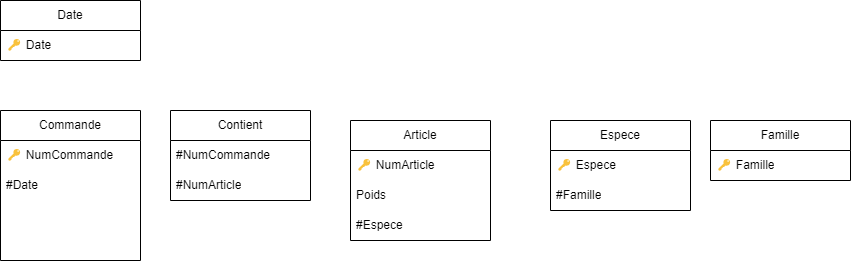 Date
Date
Commande
NumCommande
#Date
Contient
#NumCommande
#NumArticle
Article
NumArticle
Poids
#Espece
Espece
Espece
#Famille
Famille
Famille